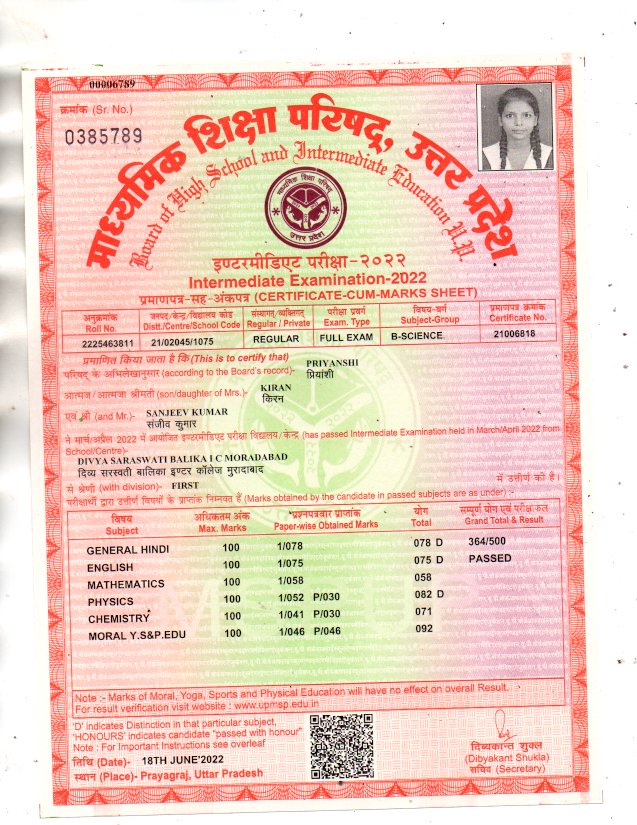 00006789
क्रमांक (Sr. No.)
0385789
माध्यमिक शिक्षा परिषद्, उत्तर प्रदेश
Board of High School and Intermediate Education U.P.
माध्यमिक शिक्षा परिषद्
उत्तर प्रदेश
इण्टरमीडिएट परीक्षा-२०२२
Intermediate Examination-2022
प्रमाणपत्र-सह-अंकपत्र (CERTIFICATE-CUM-MARKS SHEET)
अनुक्रमांक जनपद/केन्द्र/विद्यालय कोड संस्थागत/व्यक्तिगत परीक्षा प्रवर्ग विषय-वर्ग प्रमाणपत्र क्रमांक
Roll No. Distt./Centre/School Code Regular / Private Exam. Type Subject-Group Certificate No.
2225463811 21/02045/1075 REGULAR FULL EXAM B-SCIENCE 21006818
प्रमाणित किया जाता है कि(This is to certify that)
परिषद् के अभिलेखानुसार (according to the Board's record)- PRIYANSHI
प्रियांशी
आत्मज / आत्मजा श्रीमती (son/daughter of Mrs.)- KIRAN
किरन
एवं श्री (and Mr.)- SANJEEV KUMAR
संजीव कुमार
ने मार्च/अप्रैल 2022 में आयोजित इण्टरमीडिएट परीक्षा विद्यालय/केन्द्र (has passed Intermediate Examination held in March/April 2022 from
School/Centre)-
DIVYA SARASWATI BALIKA I C MORADABAD
दिव्य सरस्वती बालिका इण्टर कॉलेज मुरादाबाद
से श्रेणी (with division)- FIRST में उत्तीर्ण की है।
परीक्षार्थी द्वारा उत्तीर्ण विषयों के प्राप्तांक निम्नवत हैं (Marks obtained by the candidate in passed subjects are as under) :-
विषय अधिकतम अंक प्रश्नपत्रवार प्राप्तांक योग सम्पूर्ण योग एवं परीक्षा फल
Subject Max. Marks Paper-wise Obtained Marks Total Grand Total & Result
GENERAL HINDI 100 1/078 078 D 364/500
ENGLISH 100 1/075 075 D PASSED
MATHEMATICS 100 1/058 058
PHYSICS 100 1/052 P/030 082 D
CHEMISTRY 100 1/041 P/030 071
MORAL Y.S&P.EDU 100 1/046 P/046 092
Note :- Marks of Moral, Yoga, Sports and Physical Education will have no effect on overall Result.
For result verification visit website : www.upmsp.edu.in
'D' indicates Distinction in that particular subject,
'HONOURS' indicates candidate "passed with honour"
Note : For Important Instructions see overleaf
तिथि (Date)- 18TH JUNE'2022
स्थान (Place)- Prayagraj, Uttar Pradesh
दिव्यकान्त शुक्ल
(Dibyakant Shukla)
सचिव (Secretary)